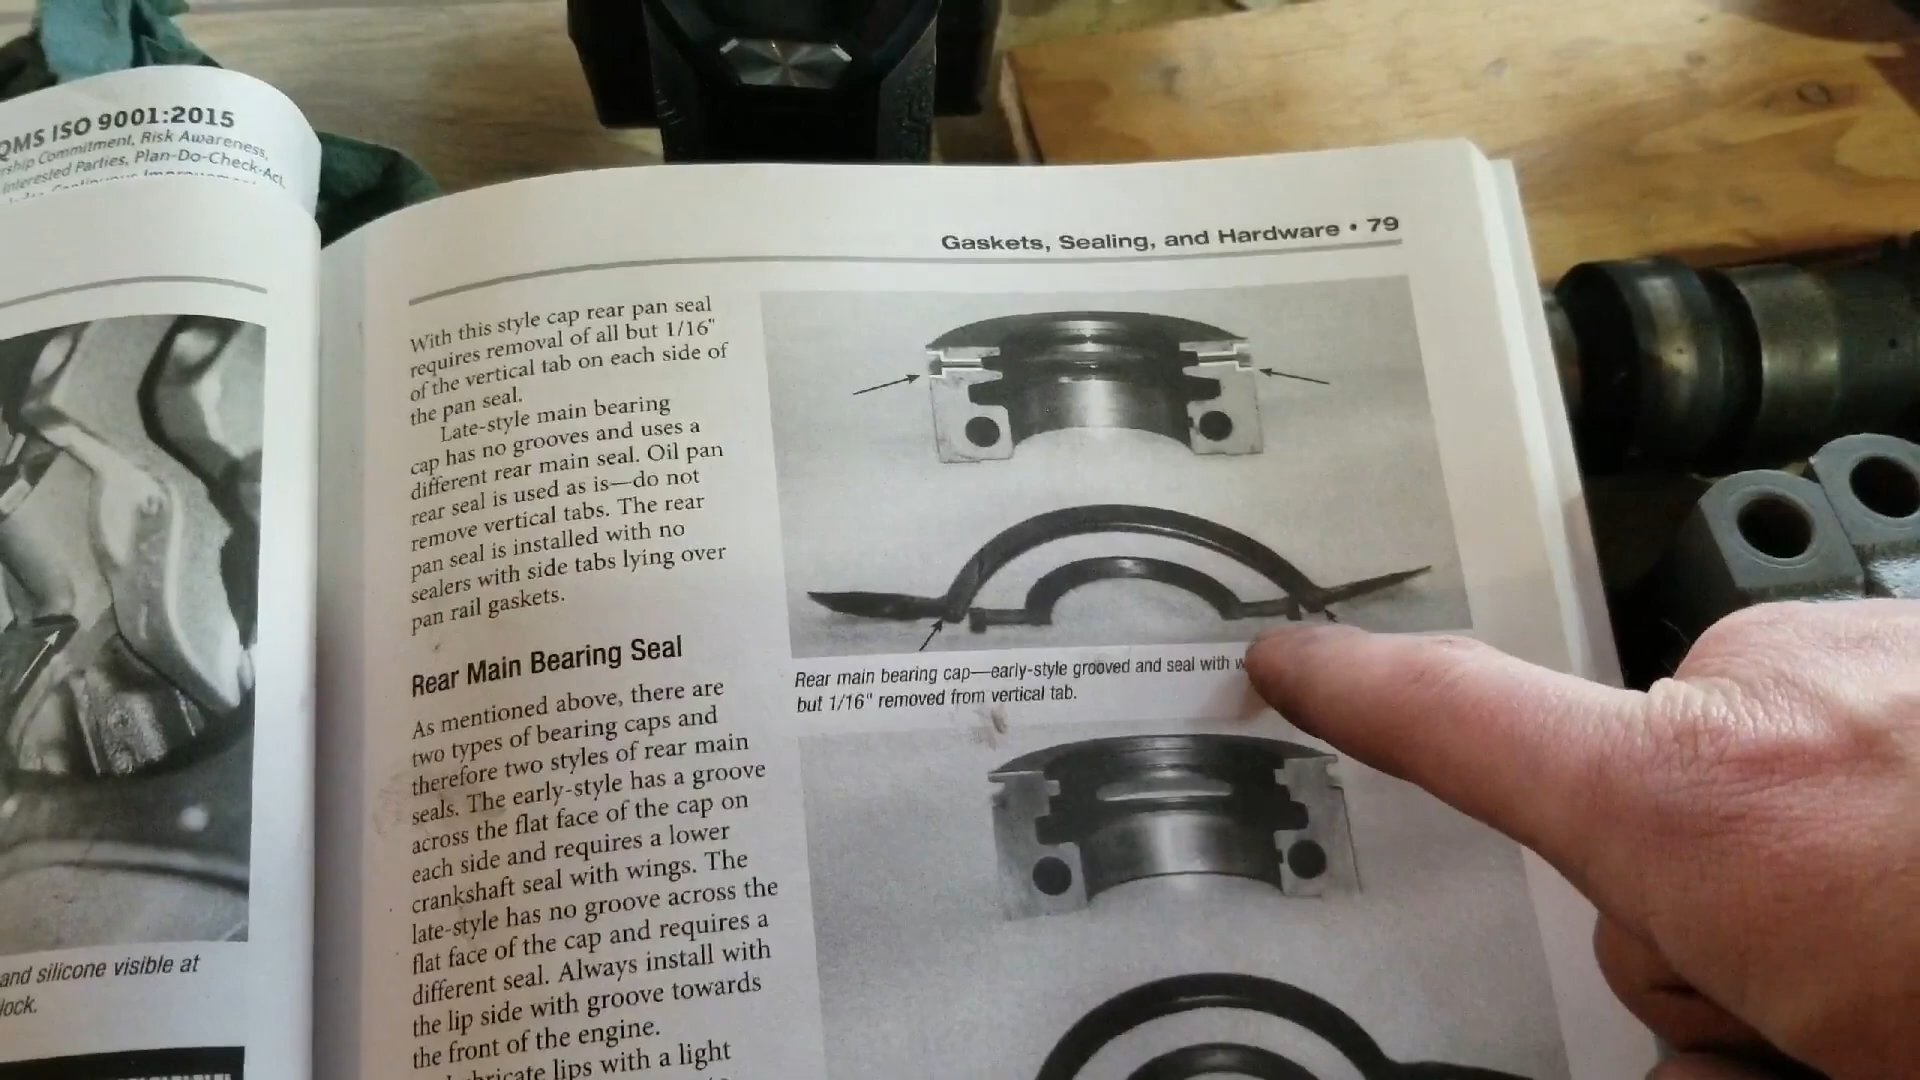 QMS ISO 9001:2015
Commitment, Risk Awareness,
Interested Parties, Plan-Do-Check-Act,
and silicone visible at
Gaskets, Sealing, and Hardware • 79
With this style cap rear pan seal
requires removal of all but 1/16"
of the vertical tab on each side of
the pan seal.
Late-style main bearing
cap has no grooves and uses a
different rear main seal. Oil pan
rear seal is used as is—do not
remove vertical tabs. The rear
pan seal is installed with no
sealers with side tabs lying over
pan rail gaskets.
Rear Main Bearing Seal
As mentioned above, there are
two types of bearing caps and
therefore two styles of rear main
seals. The early-style has a groove
across the flat face of the cap on
each side and requires a lower
crankshaft seal with wings. The
late-style has no groove across the
flat face of the cap and requires a
different seal. Always install with
the lip side with groove towards
the front of the engine.
lips with a light
Rear main bearing cap—early-style grooved and seal with
but 1/16" removed from vertical tab.